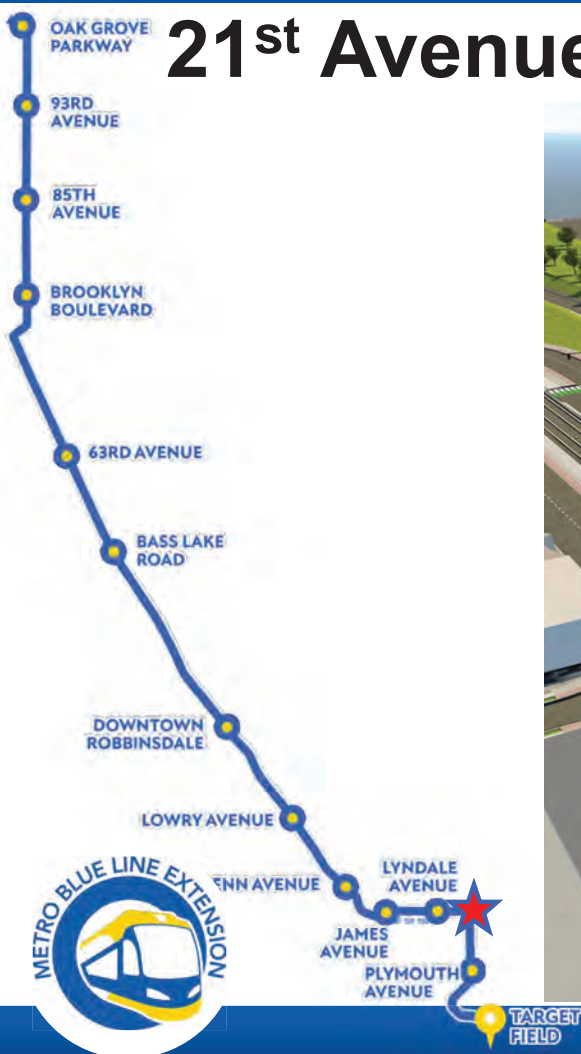 21st Avenue
OAK GROVE
PARKWAY
93RD
AVENUE
85TH
AVENUE
BROOKLYN
BOULEVARD
63RD AVENUE
BASS LAKE
ROAD
DOWNTOWN
ROBBINSDALE
LOWRY AVENUE
ENN AVENUE
LYNDALE
AVENUE
JAMES
AVENUE
PLYMOUTH
AVENUE
TARGET
FIELD
METRO BLUE LINE EXTENSION